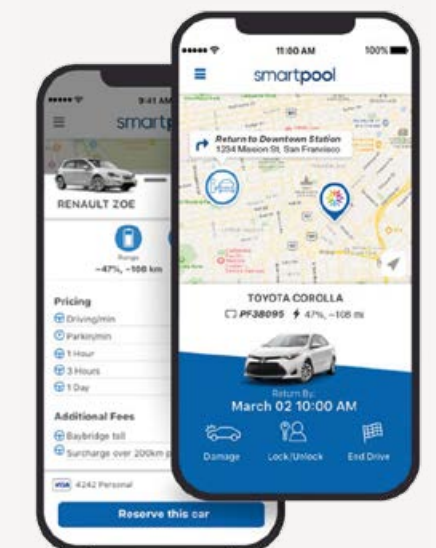 11:00 AM
100%
smartpool
Return to Downtown Station
1234 Mission St, San Francisco
TOYOTA COROLLA
PF38095 47%, ~108 mi
Return By:
March 02 10:00 AM
Damage
Lock/Unlock
End Drive
9:41 AM
smart
RENAULT ZOE
Range
~47%, ~108 km
Pricing
Driving/min
Parkin/min
1 Hour
3 Hours
1 Day
Additional Fees
Baybridge toll
Surcharge over 200km p
VISA 4242 Personal
Reserve this car